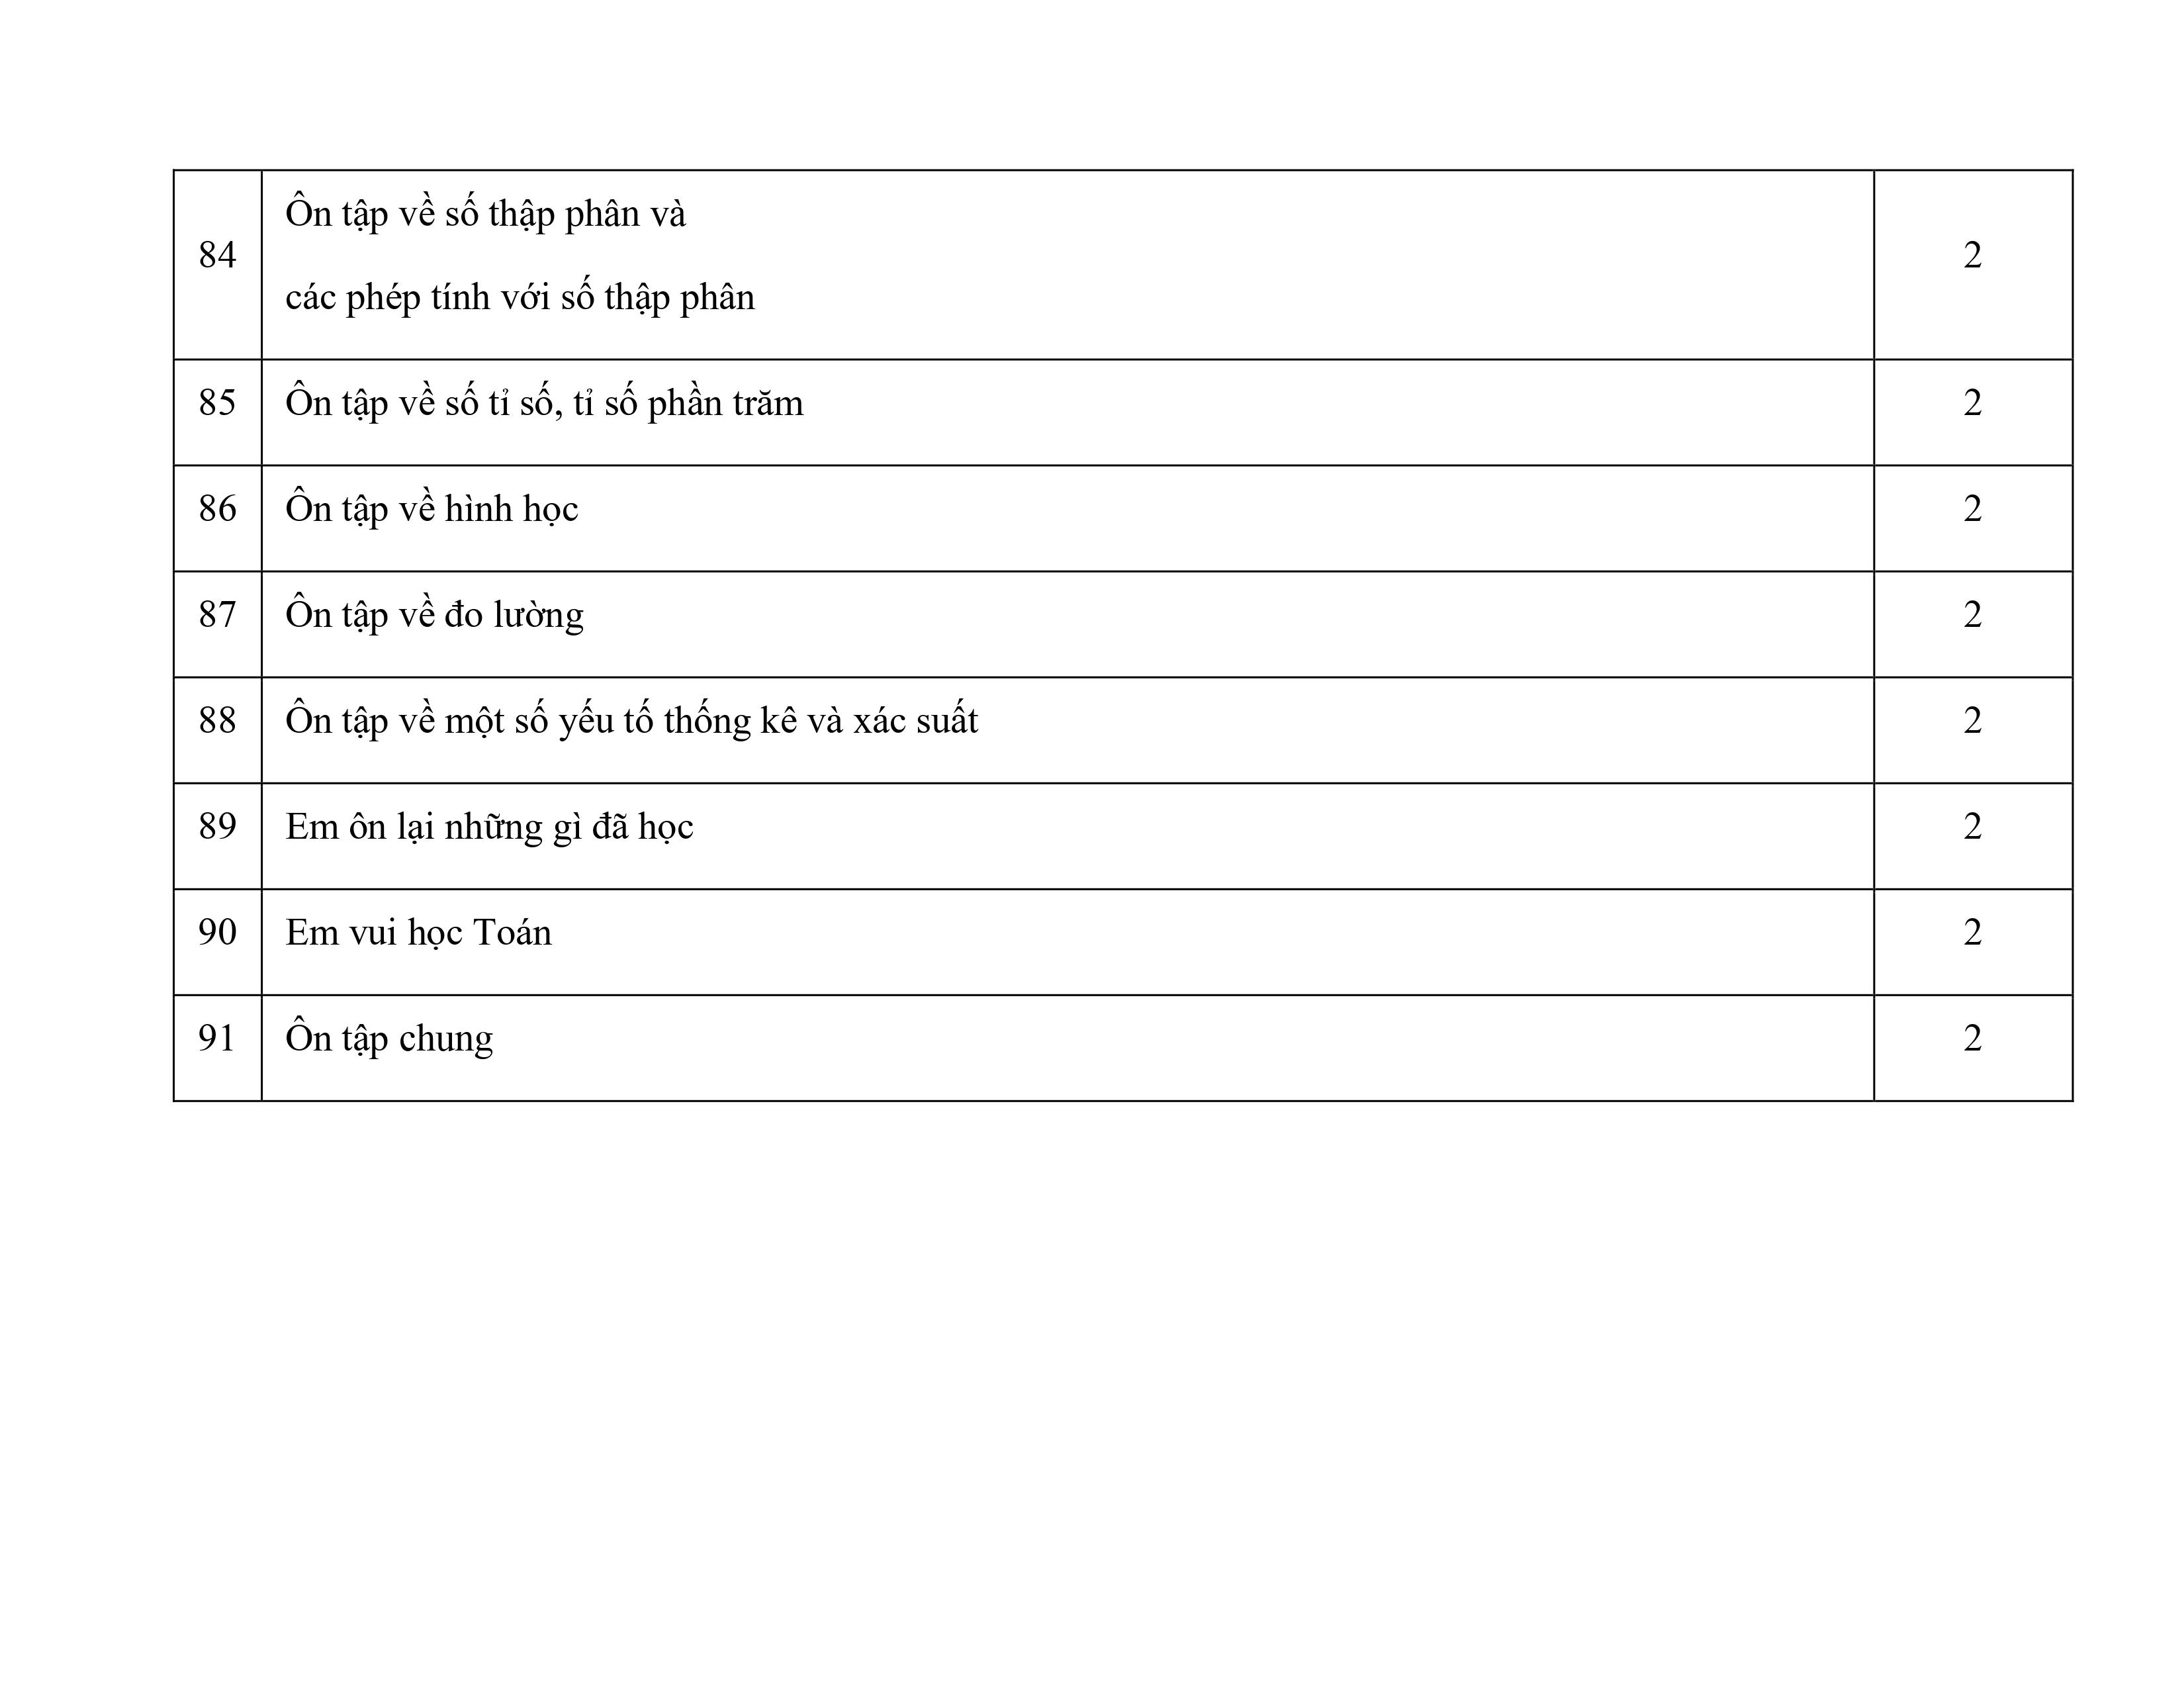 84
Ôn tập về số thập phân và
các phép tính với số thập phân
2
85 Ôn tập về số tỉ số, tỉ số phần trăm 2
86 Ôn tập về hình học 2
87 Ôn tập về đo lường 2
88 Ôn tập về một số yếu tố thống kê và xác suất 2
89 Em ôn lại những gì đã học 2
90 Em vui học Toán 2
91 Ôn tập chung 2